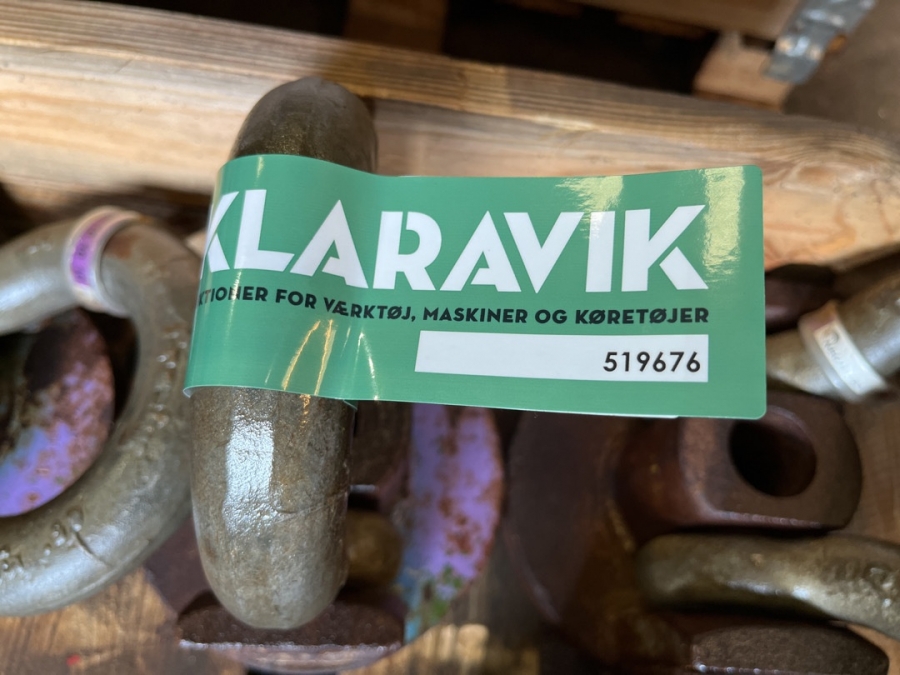 KLARAVIK
KTIONER FOR VÆRKTØJ, MASKINER OG KØRETØJER
519676